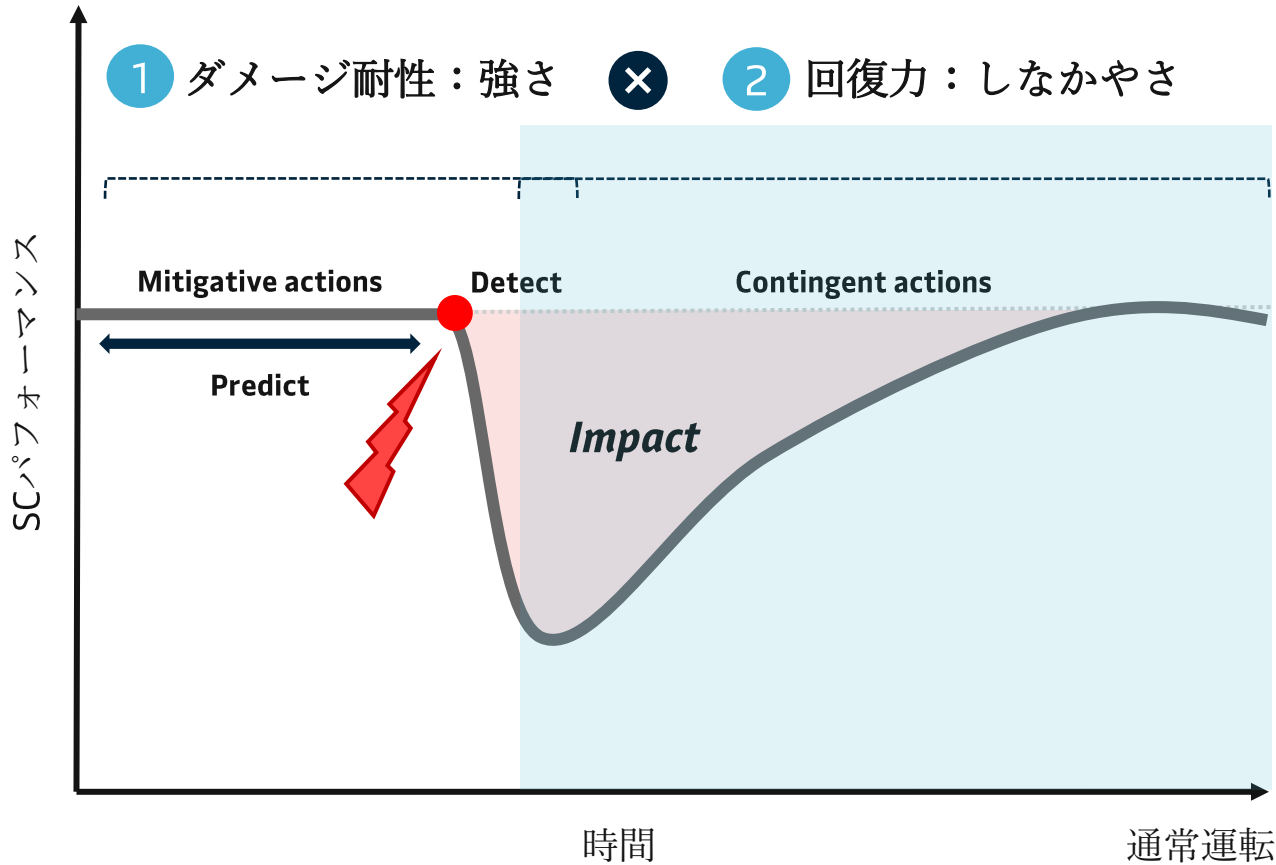 1 ダメージ耐性：強さ × 2 回復力：しなかやさ
Mitigative actions Detect Contingent actions
Predict
Impact
SCパフォーマンス
時間 通常運転